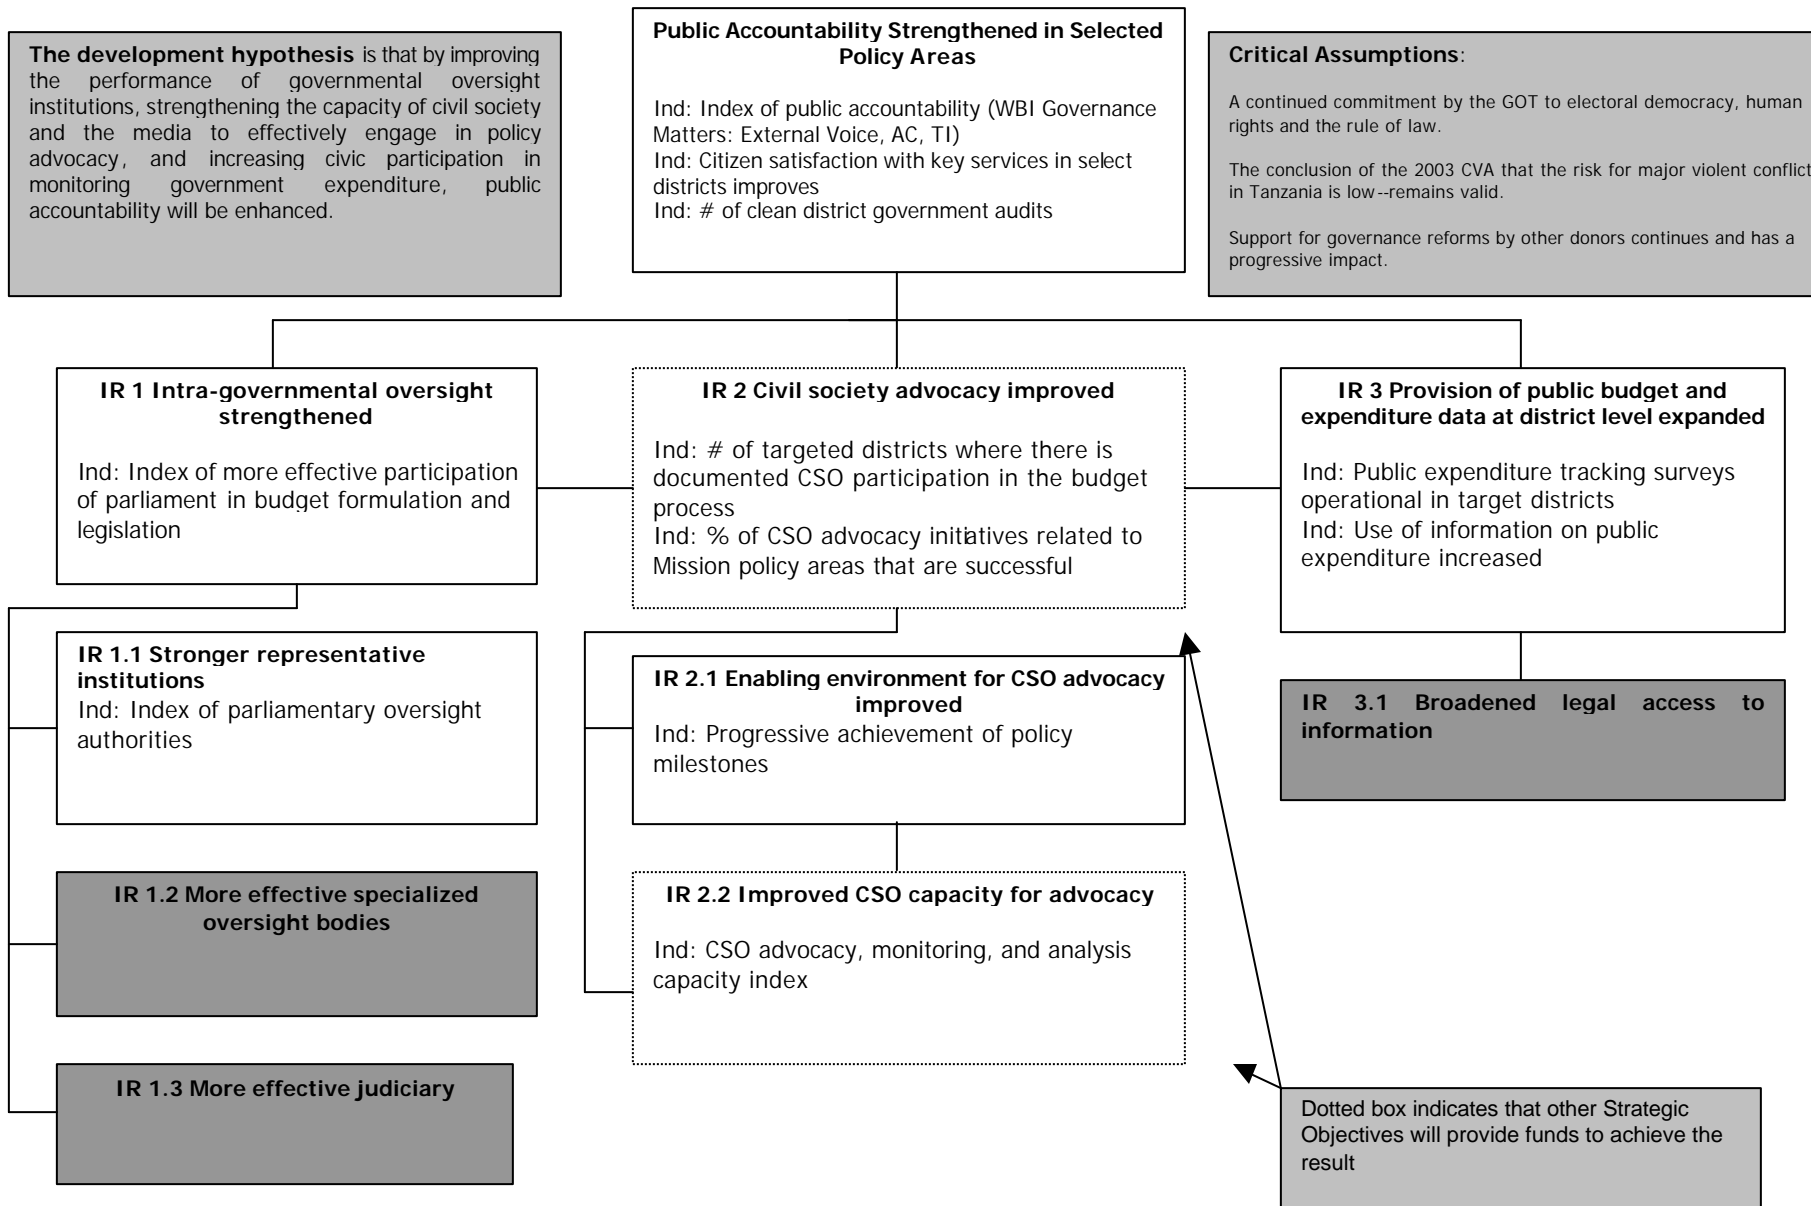 The development hypothesis is that by improving
the performance of governmental oversight
institutions, strengthening the capacity of civil society
and the media to effectively engage in policy
advocacy, and increasing civic participation in
monitoring government expenditure, public
accountability will be enhanced.
Public Accountability Strengthened in Selected
Policy Areas
Ind: Index of public accountability (WBI Governance
Matters: External Voice, AC, TI)
Ind: Citizen satisfaction with key services in select
districts improves
Ind: # of clean district government audits
Critical Assumptions:
A continued commitment by the GOT to electoral democracy, human
rights and the rule of law.
The conclusion of the 2003 CVA that the risk for major violent conflict
in Tanzania is low--remains valid.
Support for governance reforms by other donors continues and has a
progressive impact.
IR 1 Intra-governmental oversight
strengthened
Ind: Index of more effective participation
of parliament in budget formulation and
legislation
IR 2 Civil society advocacy improved
Ind: # of targeted districts where there is
documented CSO participation in the budget
process
Ind: % of CSO advocacy initiatives related to
Mission policy areas that are successful
IR 3 Provision of public budget and
expenditure data at district level expanded
Ind: Public expenditure tracking surveys
operational in target districts
Ind: Use of information on public
expenditure increased
IR 1.1 Stronger representative
institutions
Ind: Index of parliamentary oversight
authorities
IR 2.1 Enabling environment for CSO advocacy
improved
Ind: Progressive achievement of policy
milestones
IR 3.1 Broadened legal access to
information
IR 1.2 More effective specialized
oversight bodies
IR 2.2 Improved CSO capacity for advocacy
Ind: CSO advocacy, monitoring, and analysis
capacity index
IR 1.3 More effective judiciary
Dotted box indicates that other Strategic
Objectives will provide funds to achieve the
result